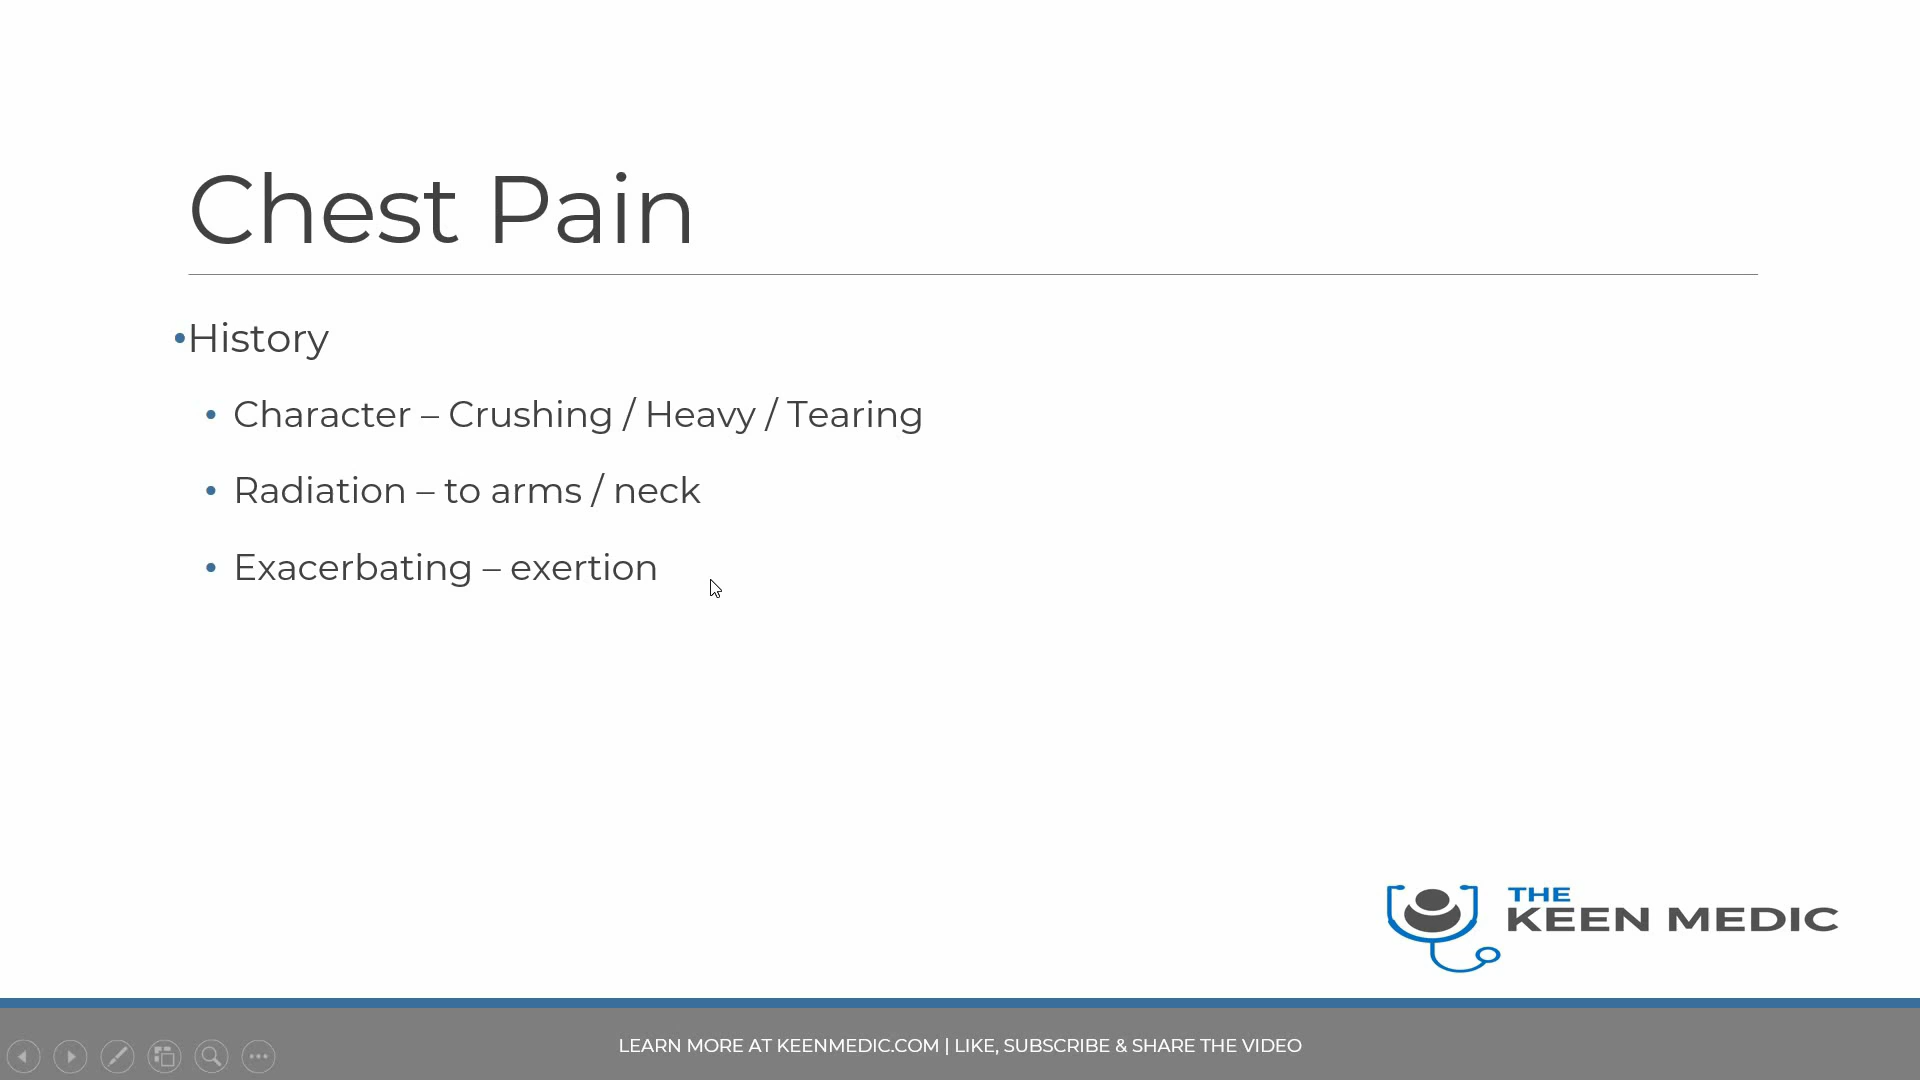 Chest Pain
•History
• Character – Crushing / Heavy / Tearing
• Radiation – to arms / neck
• Exacerbating – exertion
THE
KEEN MEDIC
LEARN MORE AT KEENMEDIC.COM | LIKE, SUBSCRIBE & SHARE THE VIDEO